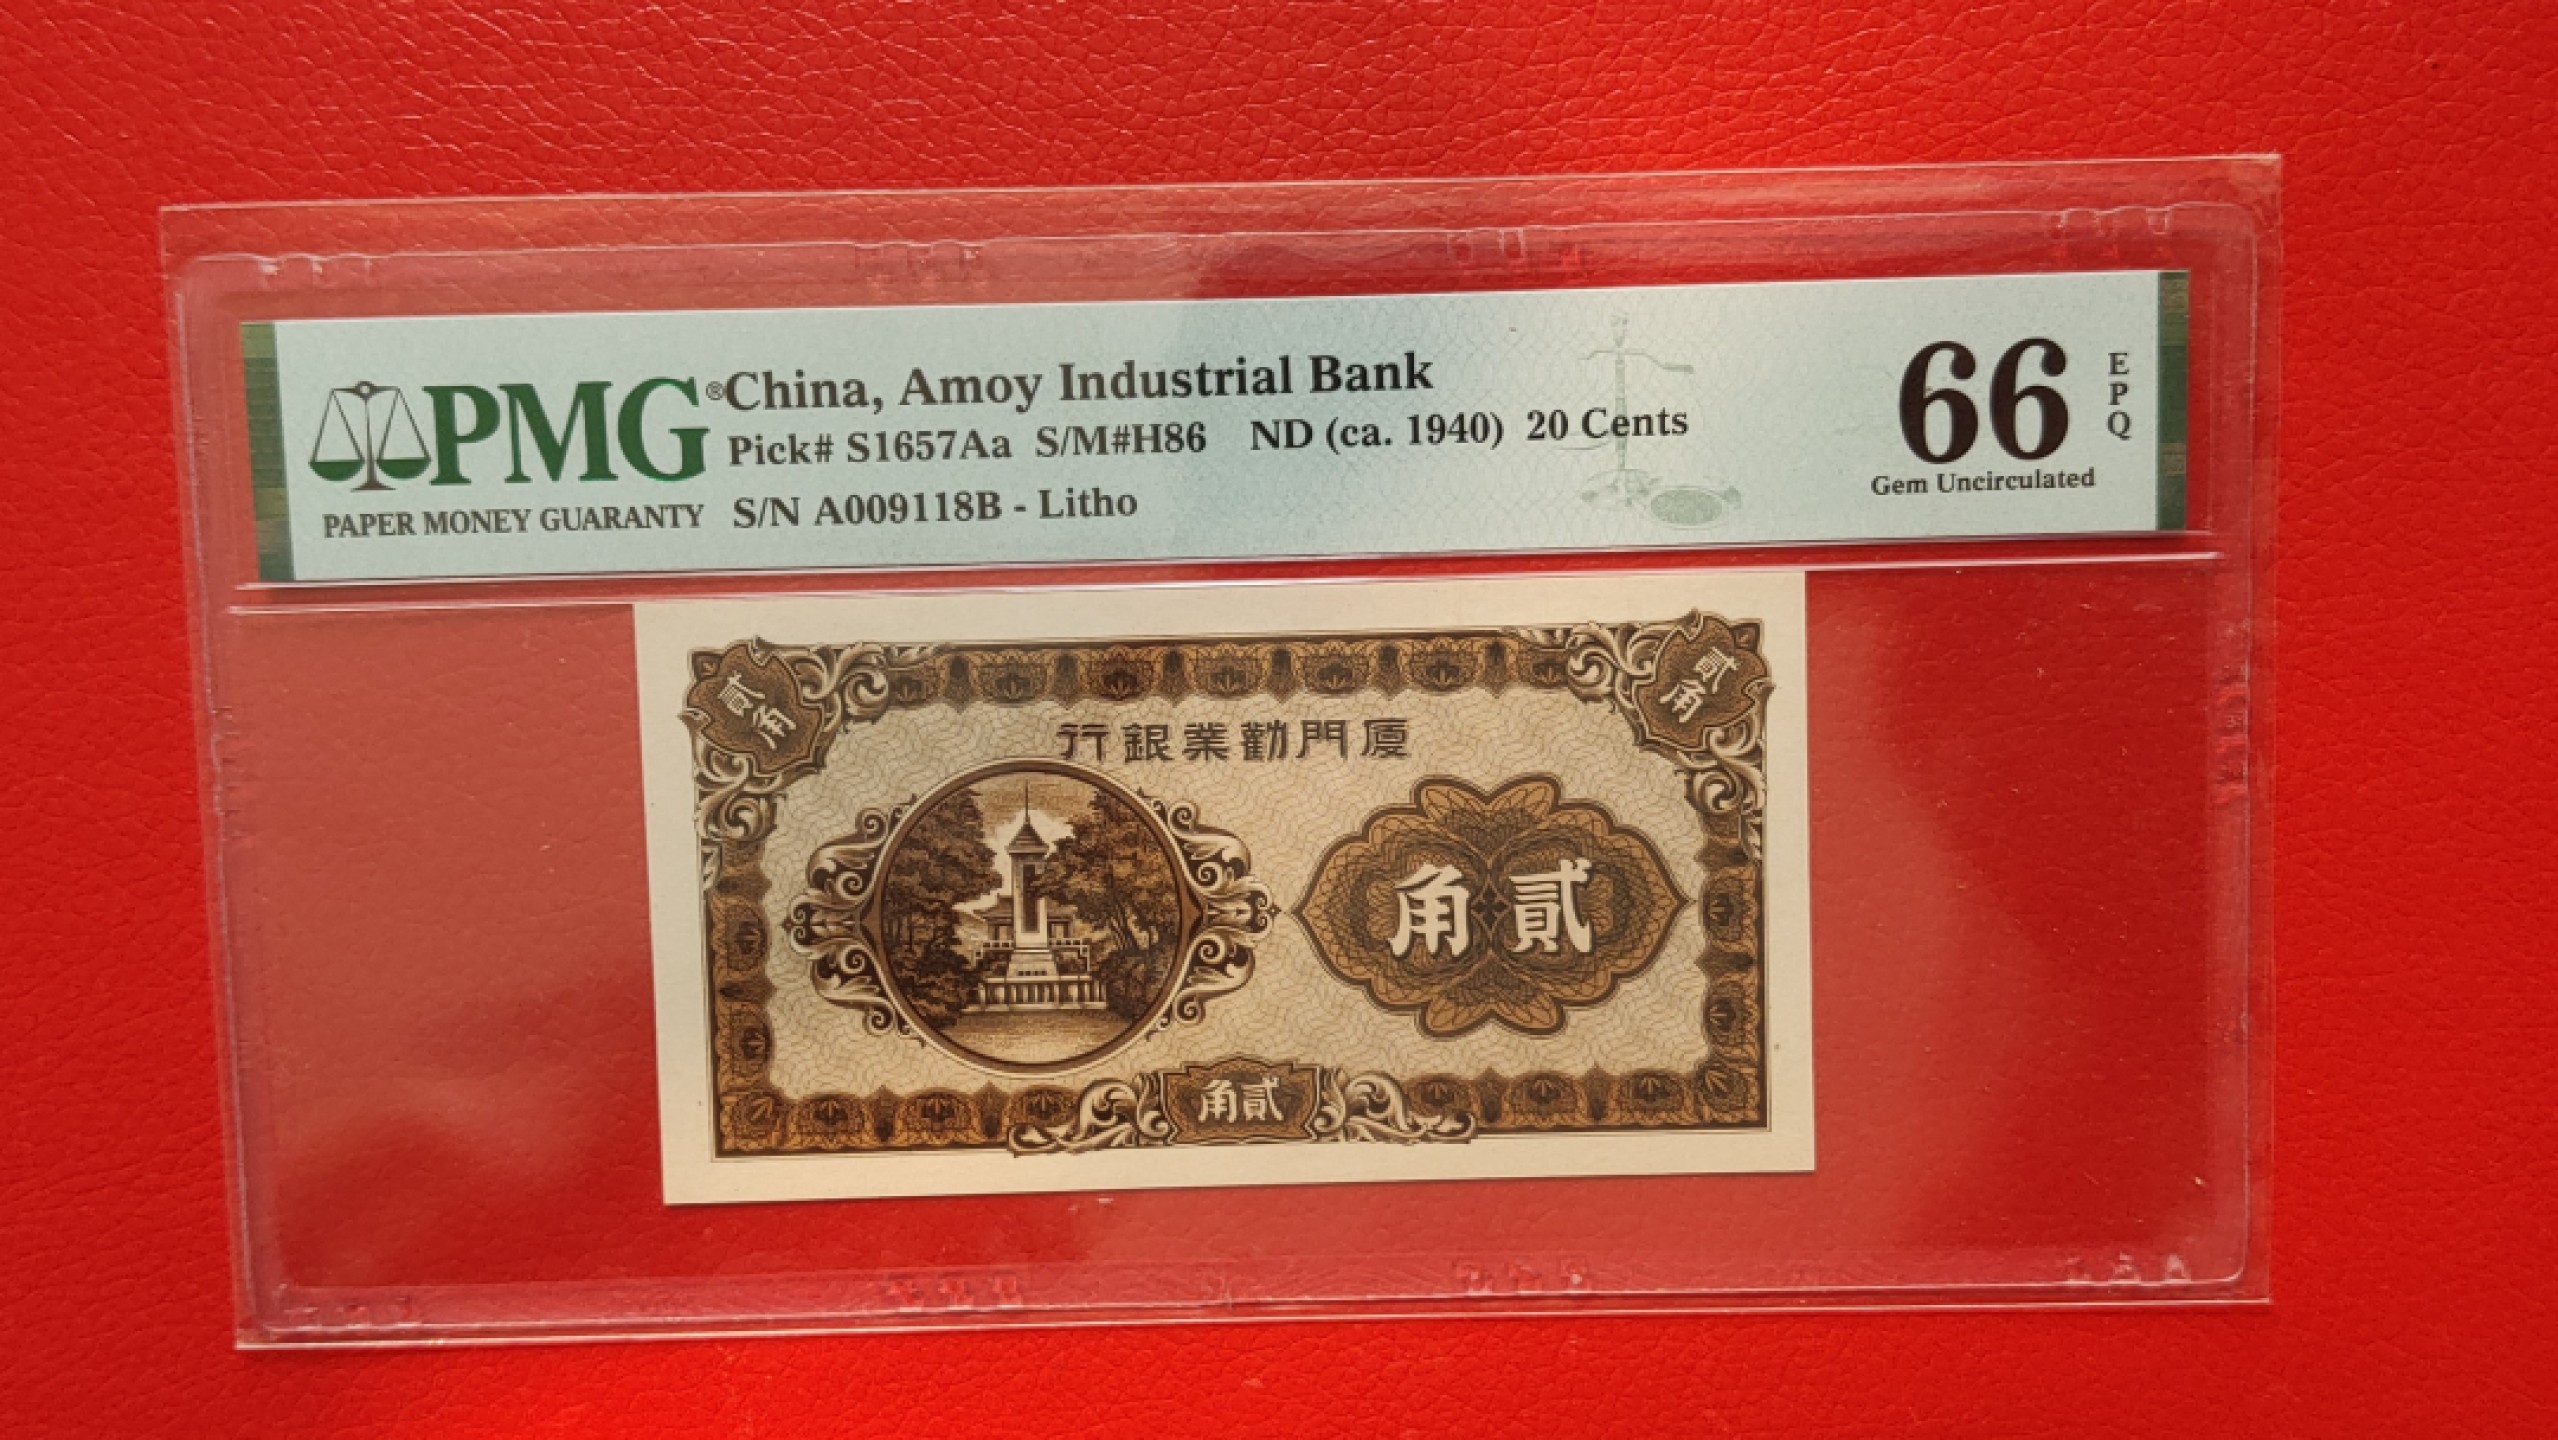 PMG® China, Amoy Industrial Bank
Pick# S1657Aa S/M#H86 ND (ca. 1940) 20 Cents
PAPER MONEY GUARANTY S/N A009118B - Litho
66 EPQ
Gem Uncirculated
貳角
貳角
行銀業勸門廈
角貳
角貳